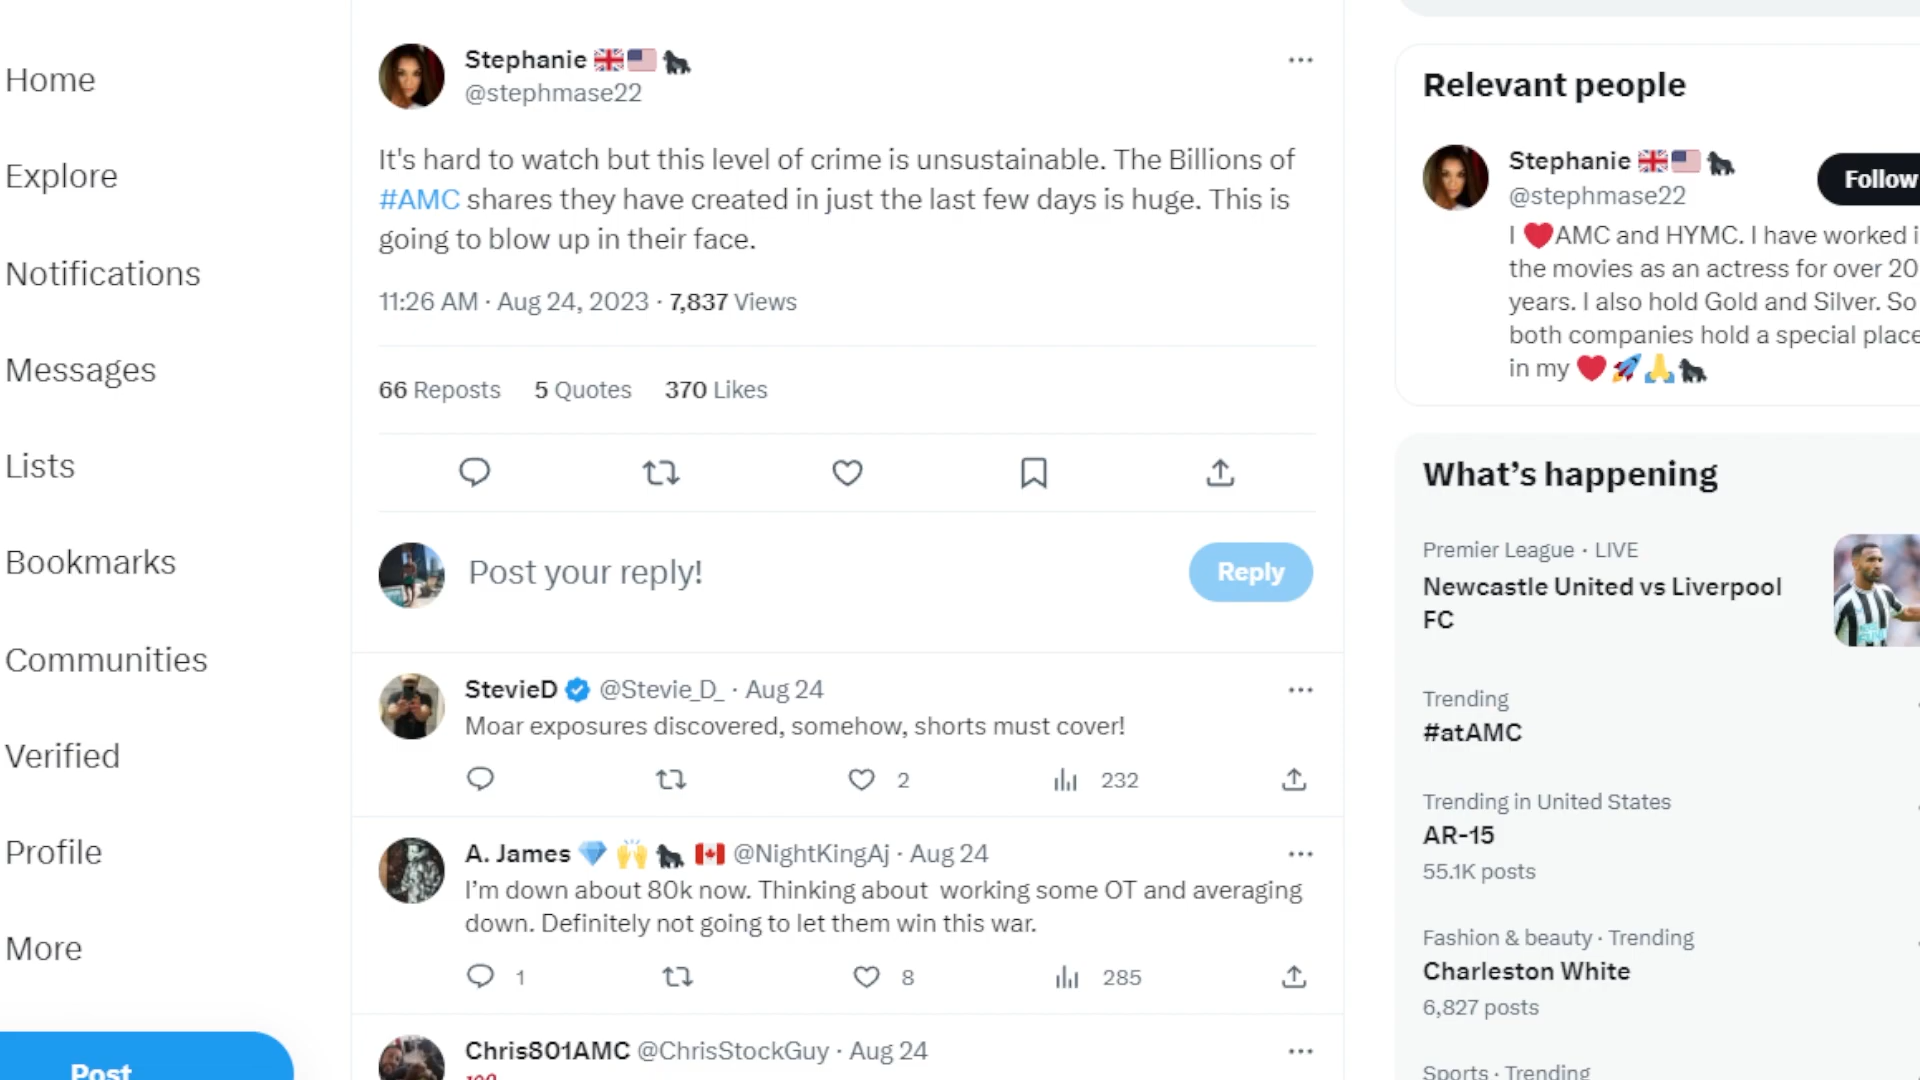 Home
Explore
Notifications
Messages
Lists
Bookmarks
Communities
Verified
Profile
More
Post
Stephanie
@stephmase22
It's hard to watch but this level of crime is unsustainable. The Billions of
#AMC shares they have created in just the last few days is huge. This is
going to blow up in their face.
11:26 AM · Aug 24, 2023 · 7,837 Views
66 Reposts 5 Quotes 370 Likes
Post your reply!
Reply
StevieD @Stevie_D_ · Aug 24
Moar exposures discovered, somehow, shorts must cover!
2 232
A. James @NightKingAj · Aug 24
I’m down about 80k now. Thinking about working some OT and averaging
down. Definitely not going to let them win this war.
1 8 285
Chris801AMC @ChrisStockGuy · Aug 24
Relevant people
Stephanie
@stephmase22
Follow
I ❤️AMC and HYMC. I have worked i
the movies as an actress for over 20
years. I also hold Gold and Silver. So
both companies hold a special place
in my
What’s happening
Premier League · LIVE
Newcastle United vs Liverpool
FC
Trending
#atAMC
Trending in United States
AR-15
55.1K posts
Fashion & beauty · Trending
Charleston White
6,827 posts
Sports · Trending